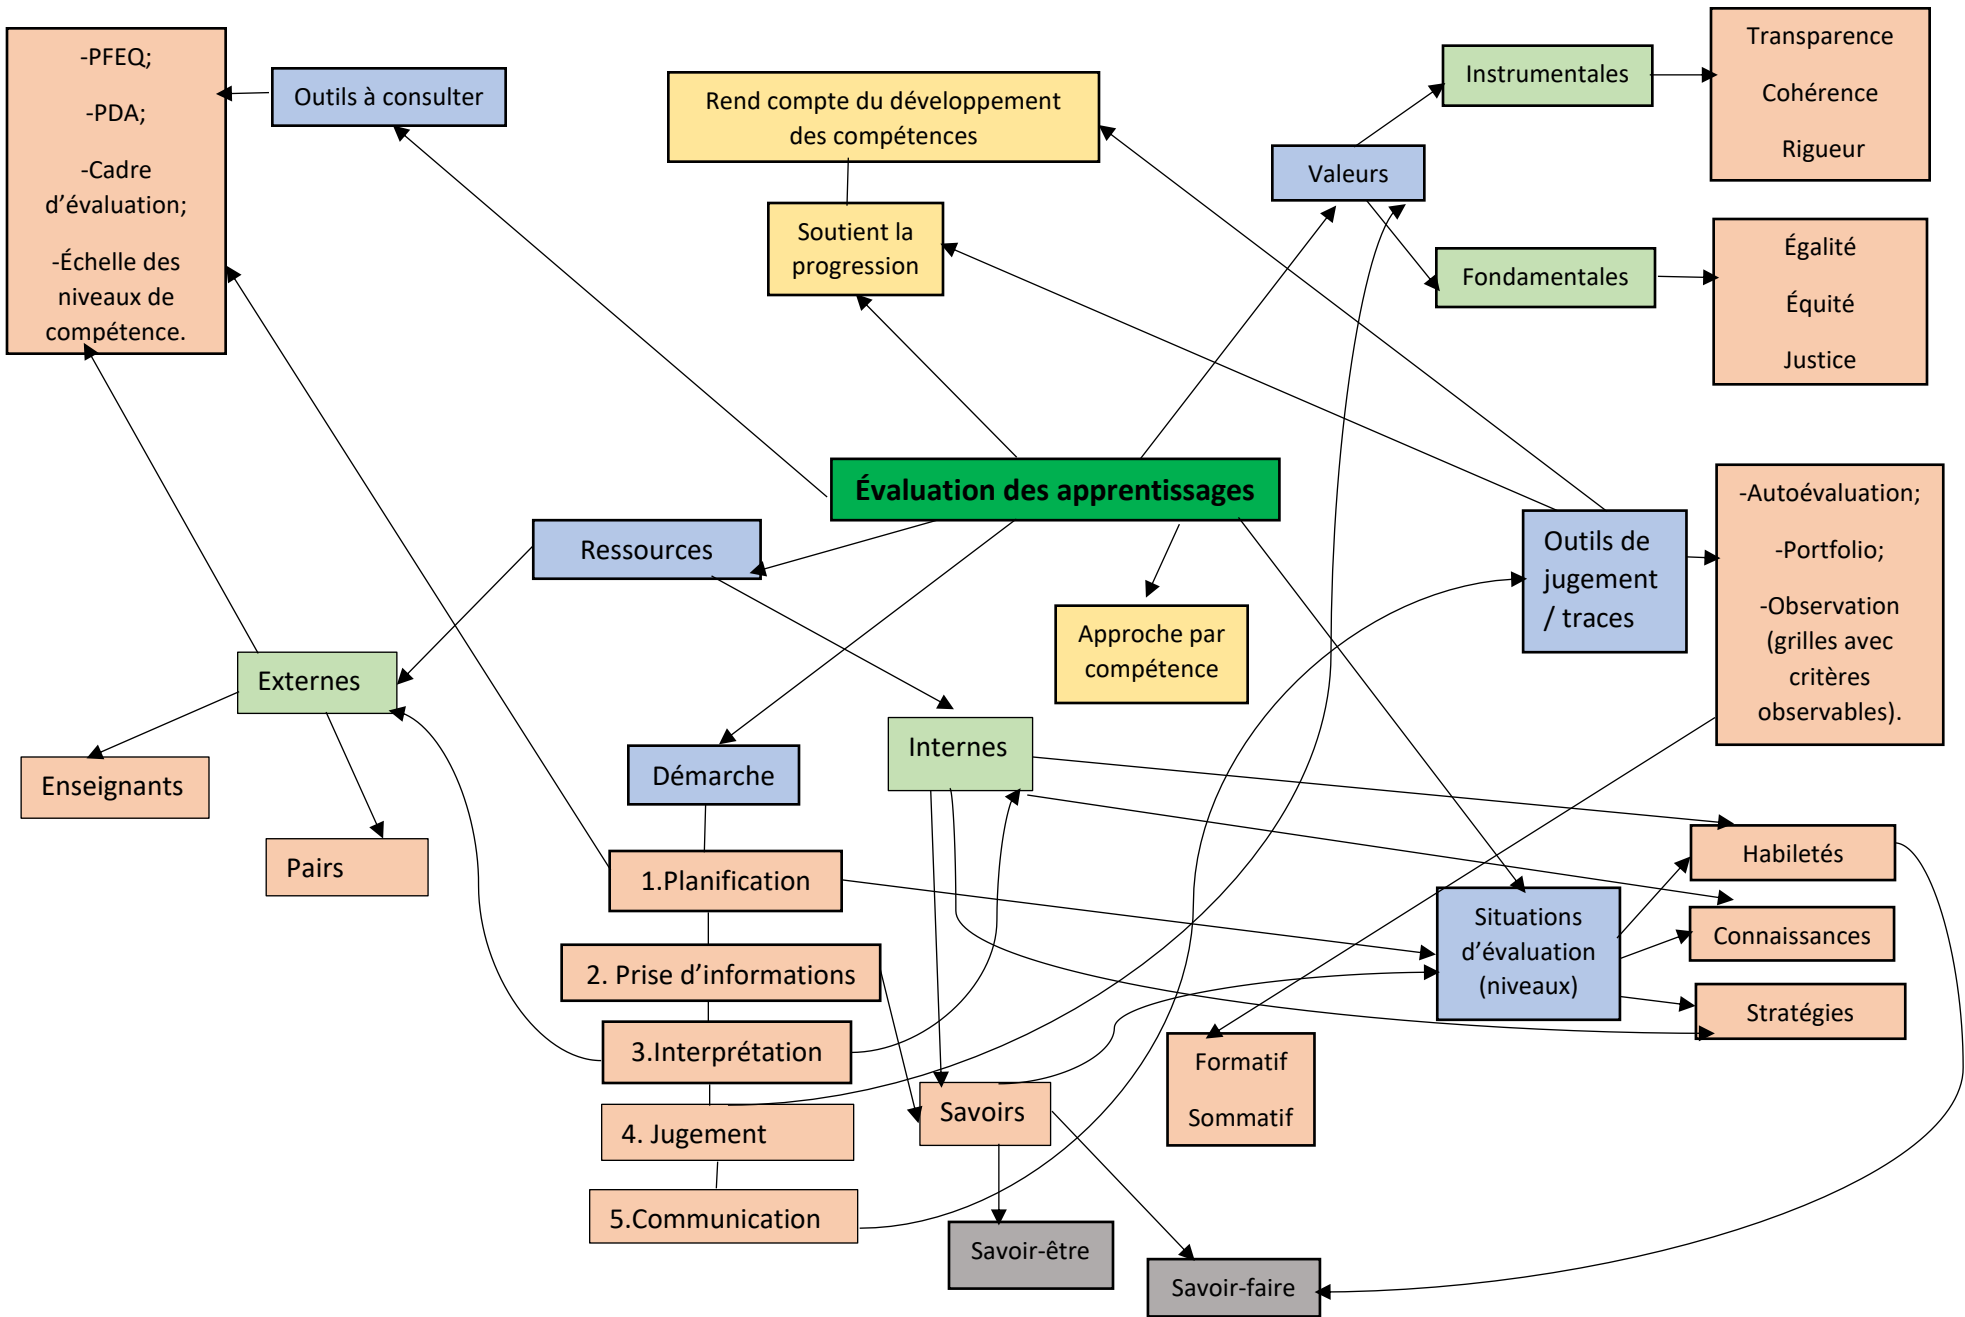 -PFEQ;
-PDA;
-Cadre
d’évaluation;
-Échelle des
niveaux de
compétence.
Outils à consulter
Rend compte du développement
des compétences
Soutient la
progression
Valeurs
Instrumentales
Transparence
Cohérence
Rigueur
Fondamentales
Égalité
Équité
Justice
Évaluation des apprentissages
Ressources
Approche par
compétence
Outils de
jugement
/ traces
-Autoévaluation;
-Portfolio;
-Observation
(grilles avec
critères
observables).
Externes
Enseignants
Pairs
Démarche
Internes
1.Planification
2. Prise d’informations
3.Interprétation
4. Jugement
5.Communication
Savoirs
Savoir-être
Savoir-faire
Formatif
Sommatif
Situations
d’évaluation
(niveaux)
Habiletés
Connaissances
Stratégies